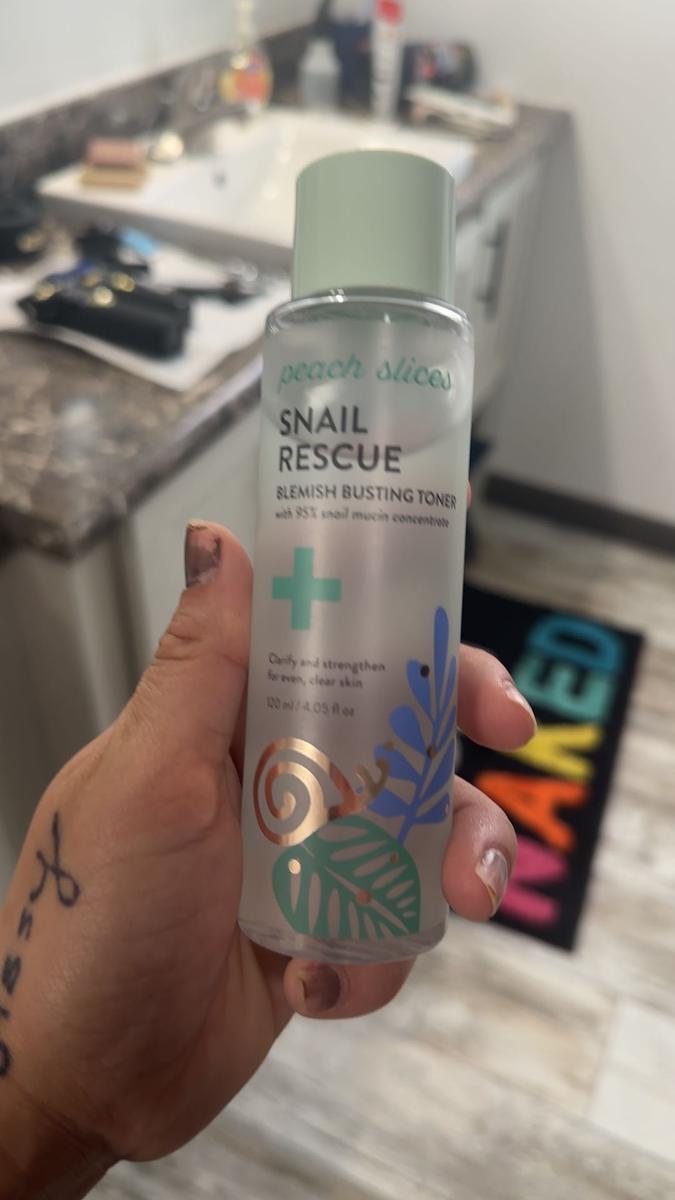 peach slices
SNAIL
RESCUE
BLEMISH BUSTING TONER
with 95% snail mucin concentrate
Clarify and strengthen
for even, clear skin
120 ml / 4.05 fl oz
NAKED